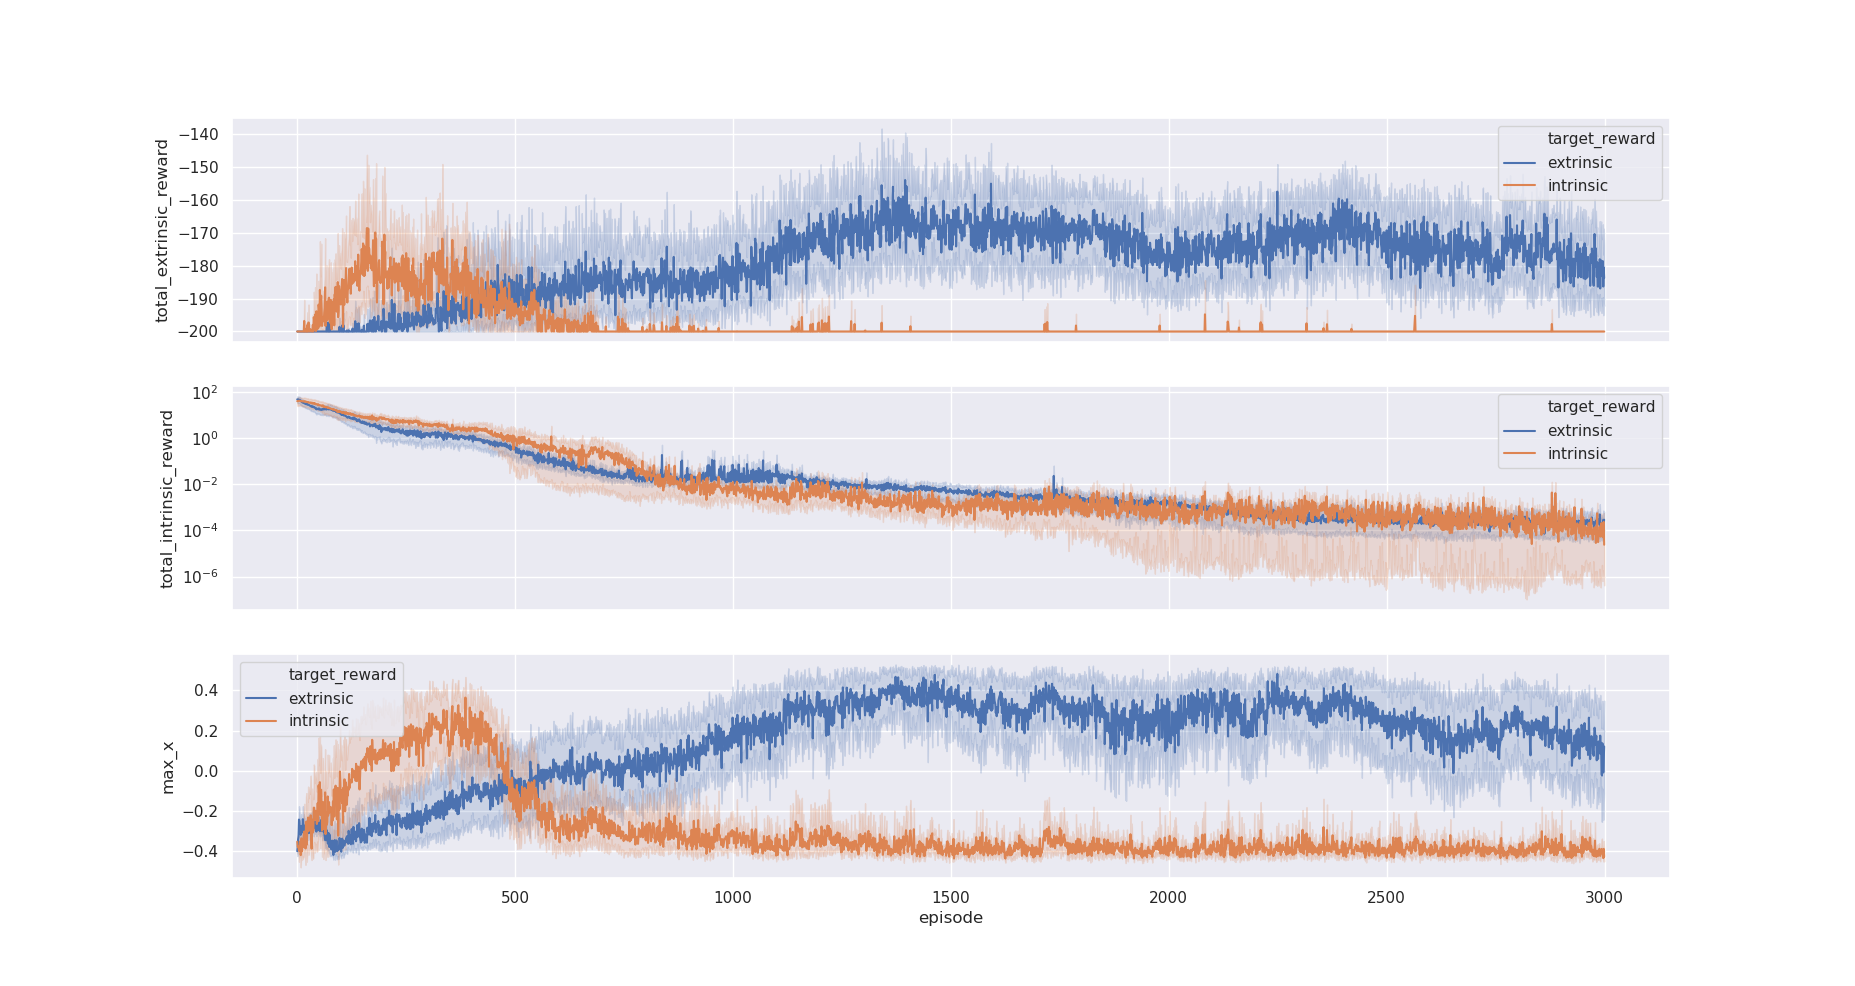 total_extrinsic_reward
−140
−150
−160
−170
−180
−190
−200
target_reward
extrinsic
intrinsic
total_intrinsic_reward
10²
10⁰
10⁻²
10⁻⁴
10⁻⁶
target_reward
extrinsic
intrinsic
max_x
0.4
0.2
0.0
−0.2
−0.4
target_reward
extrinsic
intrinsic
0 500 1000 1500 2000 2500 3000
episode